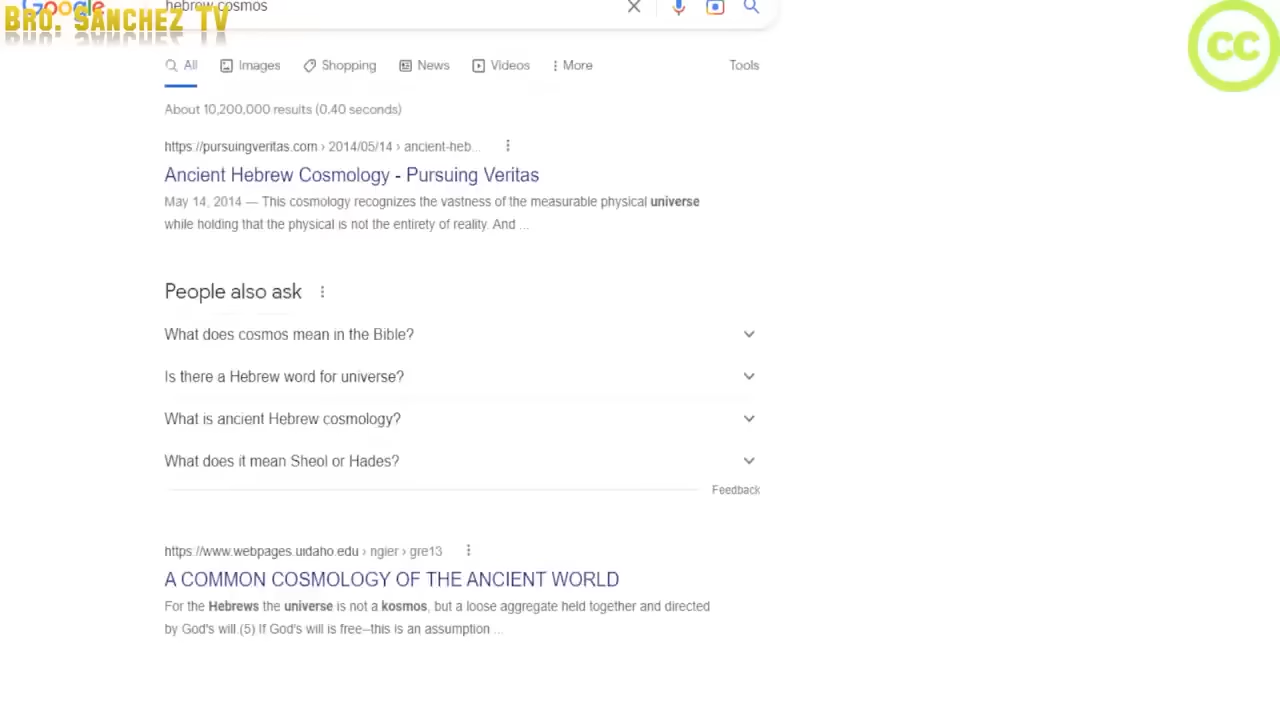 Google
hebrew cosmos
BRO. SANCHEZ TV
CC
All Images Shopping News Videos More Tools
About 10,200,000 results (0.40 seconds)
https://pursuingveritas.com › 2014/05/14 › ancient-heb...
Ancient Hebrew Cosmology - Pursuing Veritas
May 14, 2014 — This cosmology recognizes the vastness of the measurable physical universe
while holding that the physical is not the entirety of reality. And ...
People also ask
What does cosmos mean in the Bible?
Is there a Hebrew word for universe?
What is ancient Hebrew cosmology?
What does it mean Sheol or Hades?
Feedback
https://www.webpages.uidaho.edu › ngier › gre13
A COMMON COSMOLOGY OF THE ANCIENT WORLD
For the Hebrews the universe is not a kosmos, but a loose aggregate held together and directed
by God's will.(5) If God's will is free–this is an assumption ...